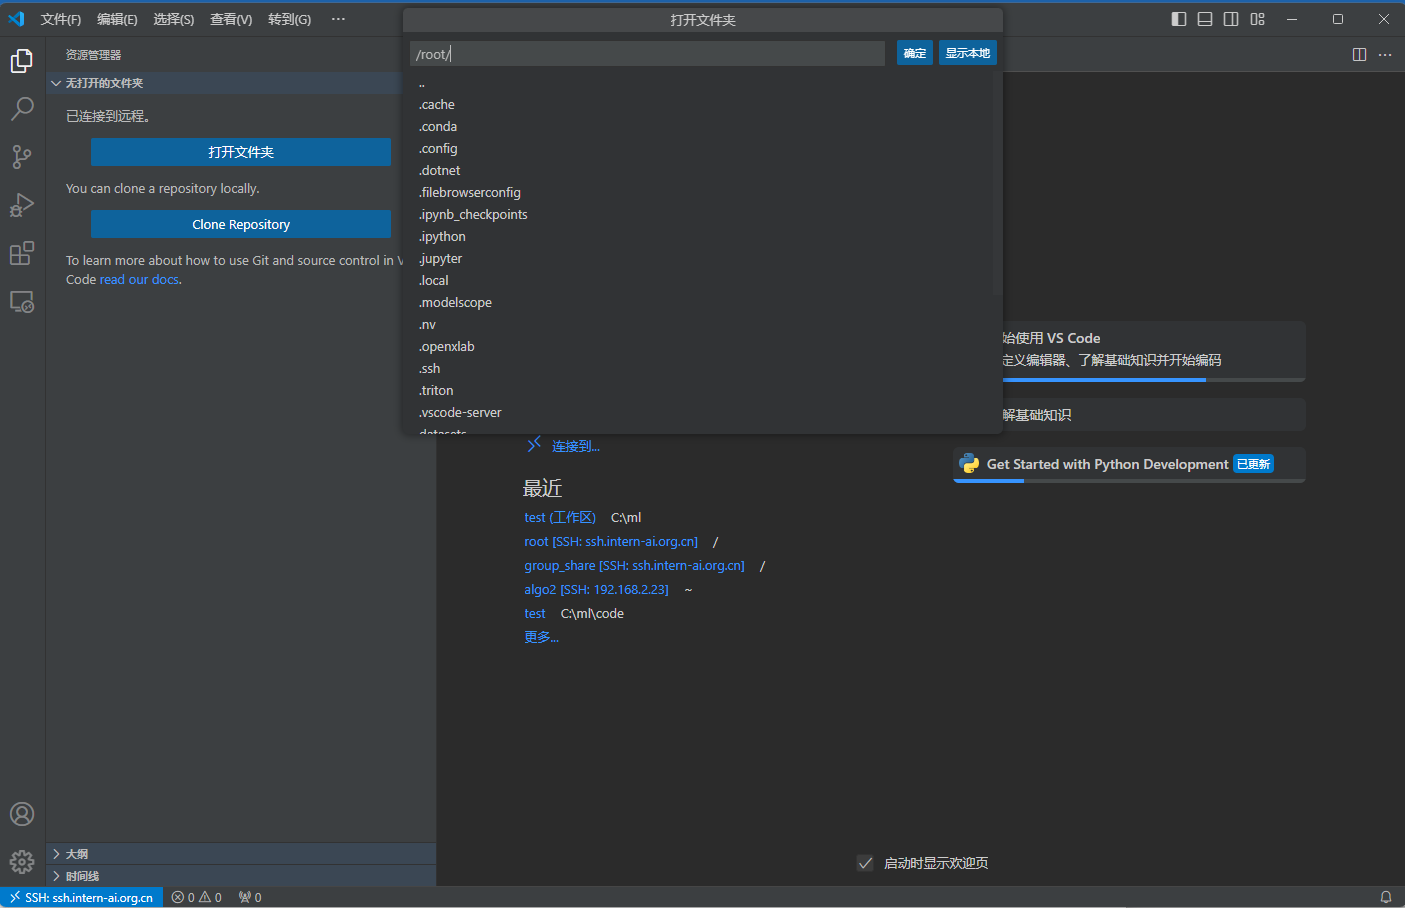 文件(F) 编辑(E) 选择(S) 查看(V) 转到(G) ···
打开文件夹
资源管理器
无打开的文件夹
已连接到远程。
打开文件夹
You can clone a repository locally.
Clone Repository
To learn more about how to use Git and source control in V
Code read our docs.
/root/
确定 显示本地
..
.cache
.conda
.config
.dotnet
.filebrowserconfig
.ipynb_checkpoints
.ipython
.jupyter
.local
.modelscope
.nv
.openxlab
.ssh
.triton
.vscode-server
datasets
连接到...
最近
test (工作区) C:\ml
root [SSH: ssh.intern-ai.org.cn] /
group_share [SSH: ssh.intern-ai.org.cn] /
algo2 [SSH: 192.168.2.23] ~
test C:\ml\code
更多...
始使用 VS Code
定义编辑器、了解基础知识并开始编码
解基础知识
Get Started with Python Development 已更新
启动时显示欢迎页
大纲
时间线
SSH: ssh.intern-ai.org.cn 0 0 0